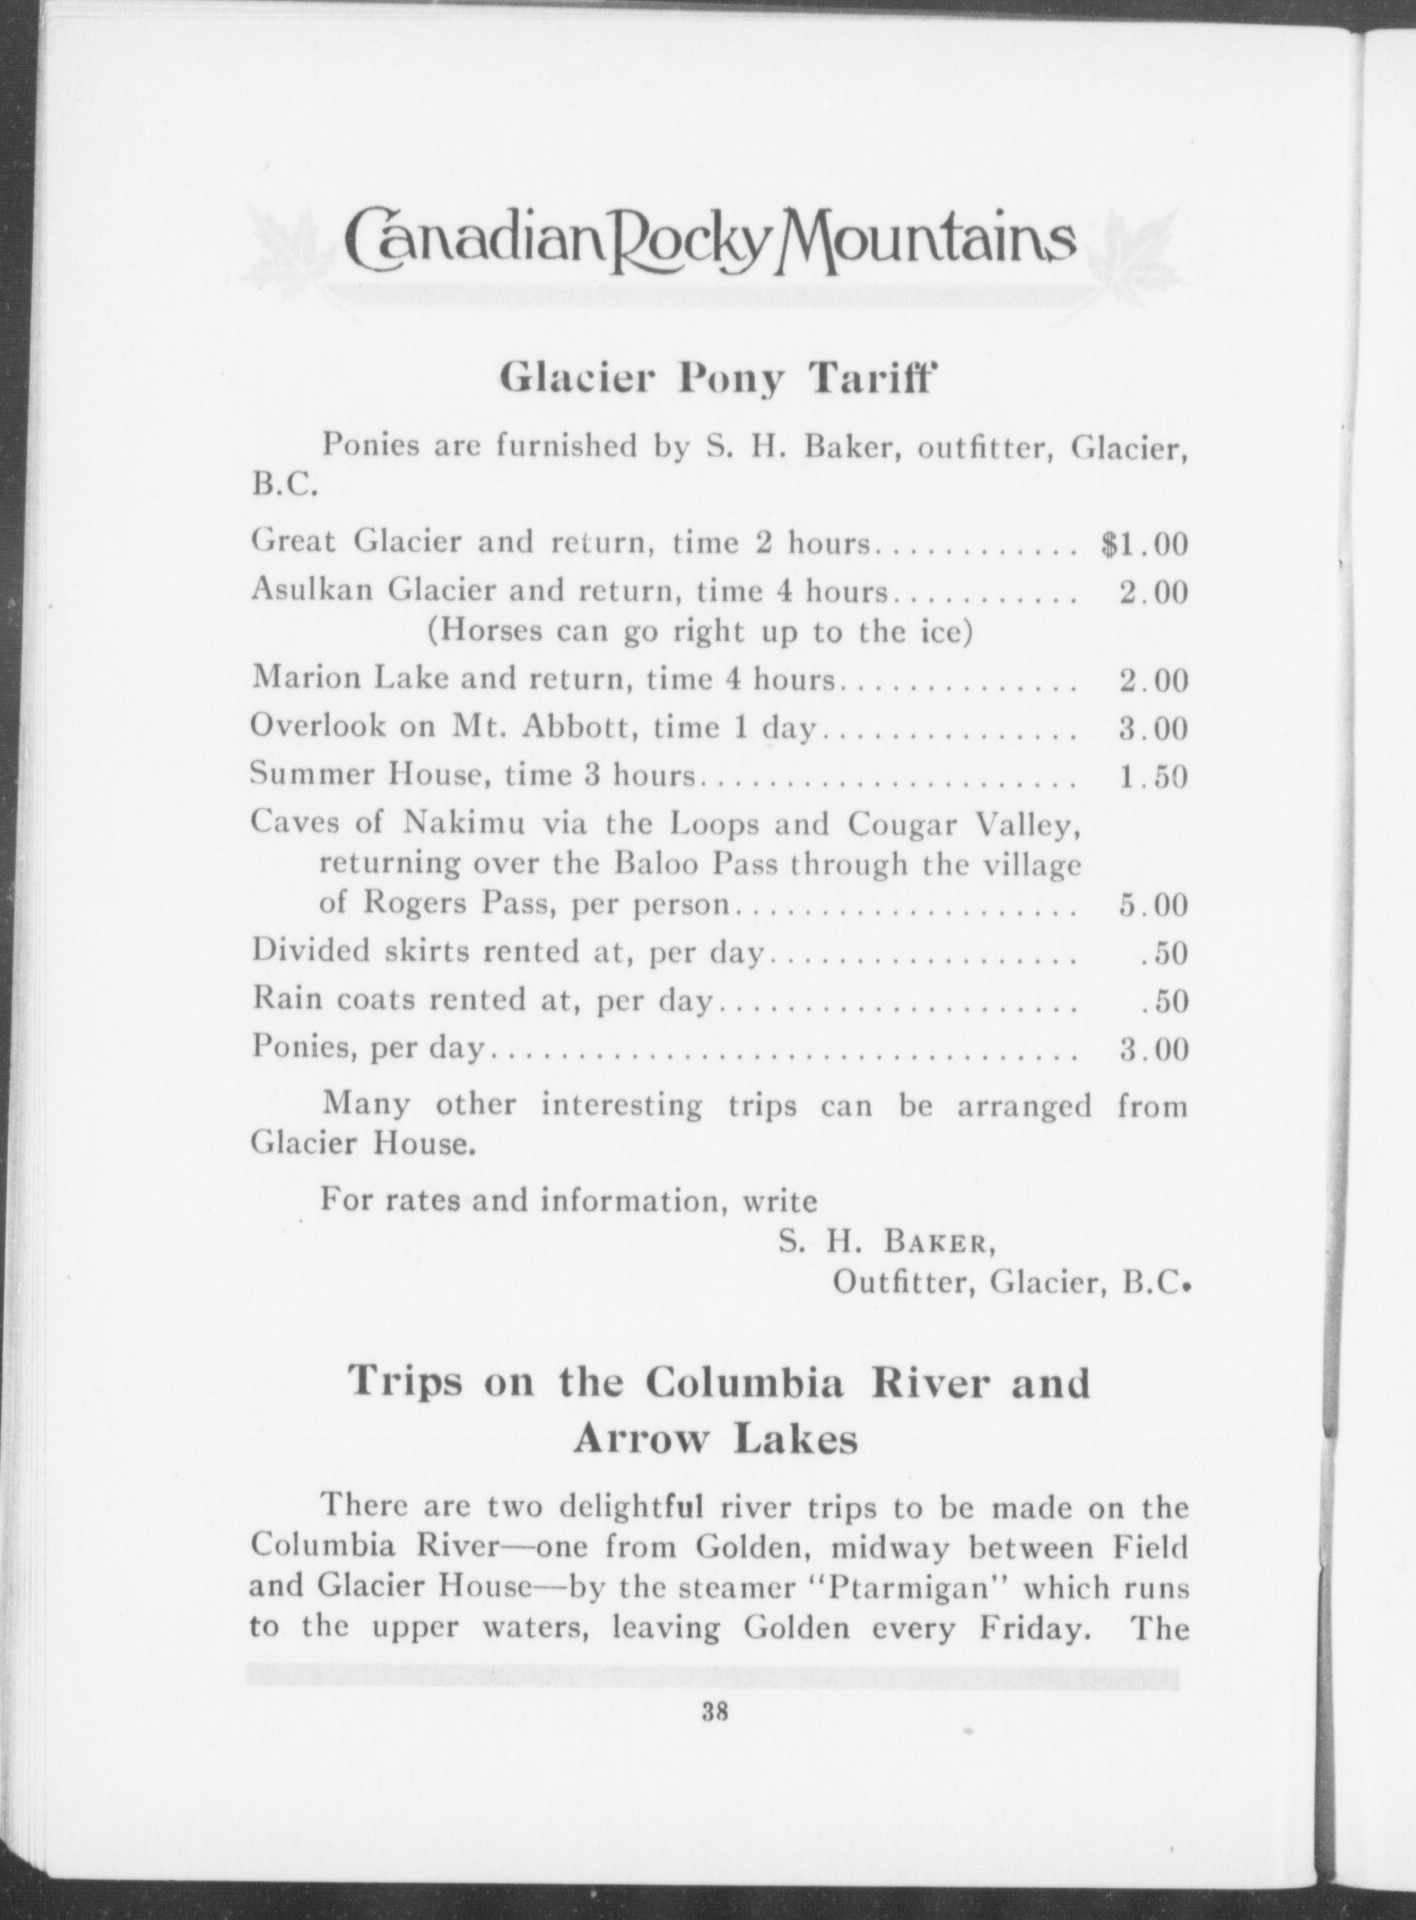 Canadian Rocky Mountains
Glacier Pony Tariff
Ponies are furnished by S. H. Baker, outfitter, Glacier,
B.C.
Great Glacier and return, time 2 hours............ $1.00
Asulkan Glacier and return, time 4 hours........... 2.00
(Horses can go right up to the ice)
Marion Lake and return, time 4 hours.............. 2.00
Overlook on Mt. Abbott, time 1 day............... 3.00
Summer House, time 3 hours...................... 1.50
Caves of Nakimu via the Loops and Cougar Valley,
returning over the Baloo Pass through the village
of Rogers Pass, per person.................... 5.00
Divided skirts rented at, per day.................. .50
Rain coats rented at, per day..................... .50
Ponies, per day.................................. 3.00
Many other interesting trips can be arranged from
Glacier House.
For rates and information, write
S. H. BAKER,
Outfitter, Glacier, B.C.
Trips on the Columbia River and
Arrow Lakes
There are two delightful river trips to be made on the
Columbia River—one from Golden, midway between Field
and Glacier House—by the steamer "Ptarmigan" which runs
to the upper waters, leaving Golden every Friday. The
38